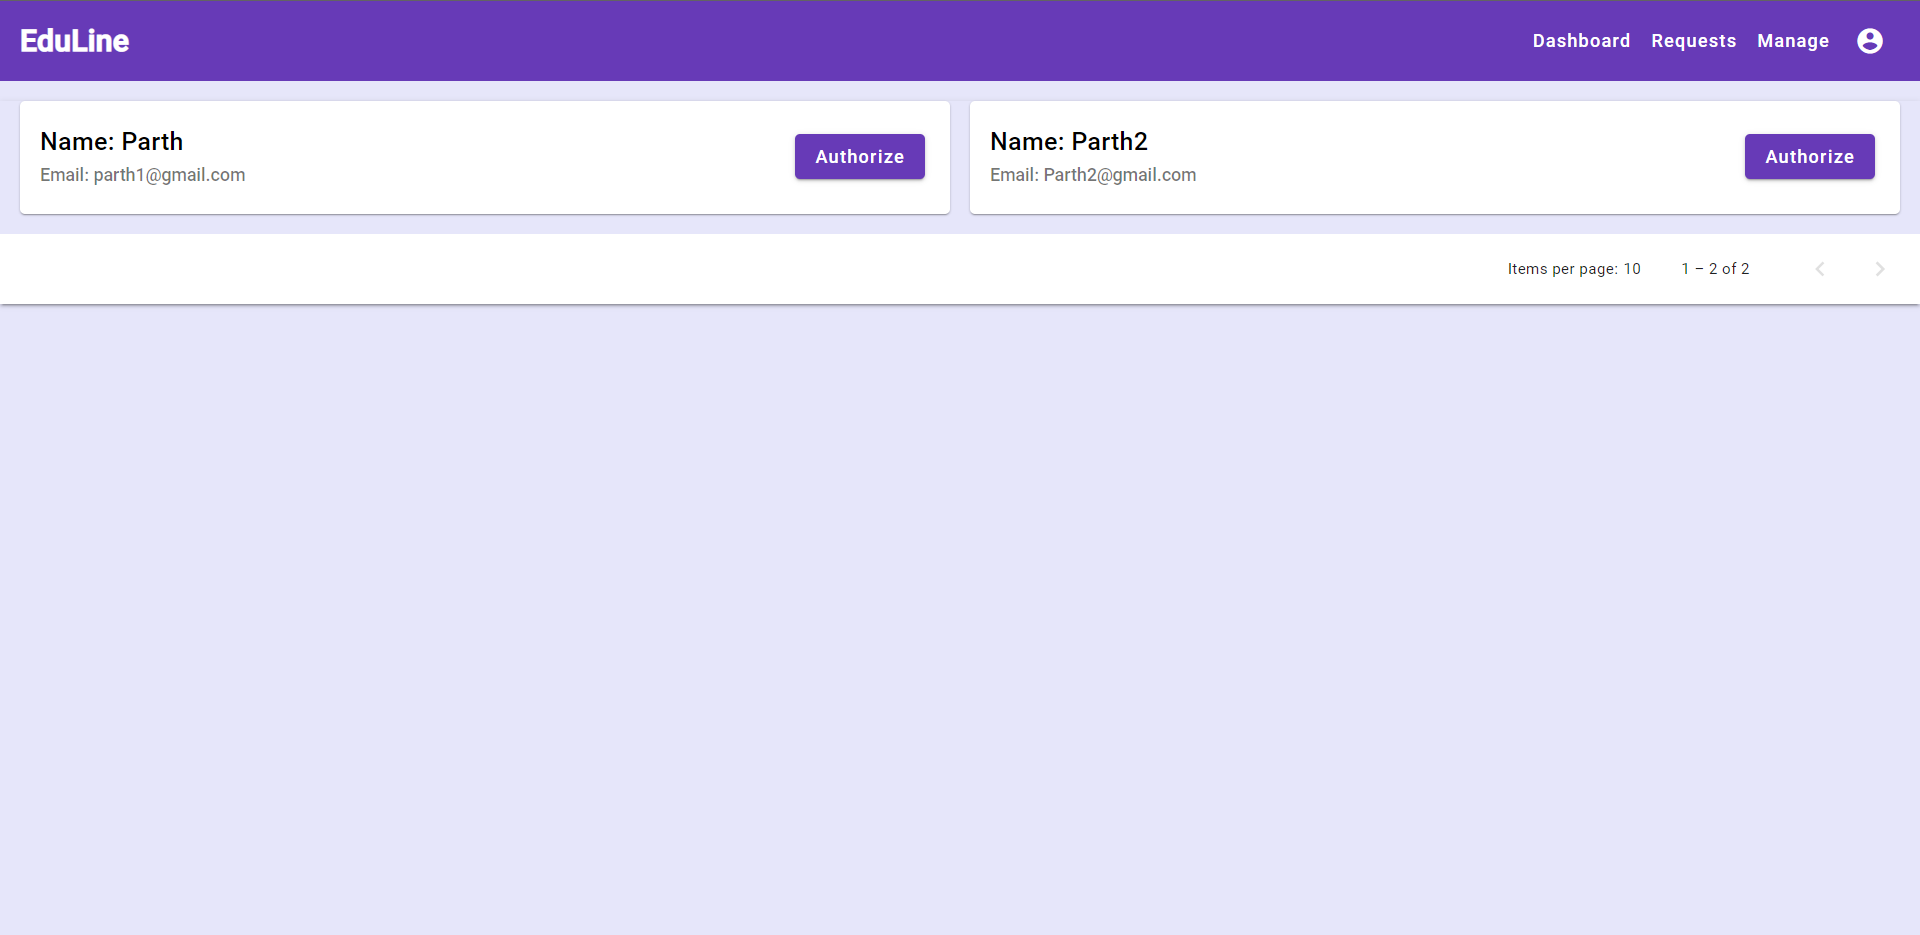 EduLine
Dashboard Requests Manage
Name: Parth
Email: parth1@gmail.com
Authorize
Name: Parth2
Email: Parth2@gmail.com
Authorize
Items per page: 10 1 – 2 of 2